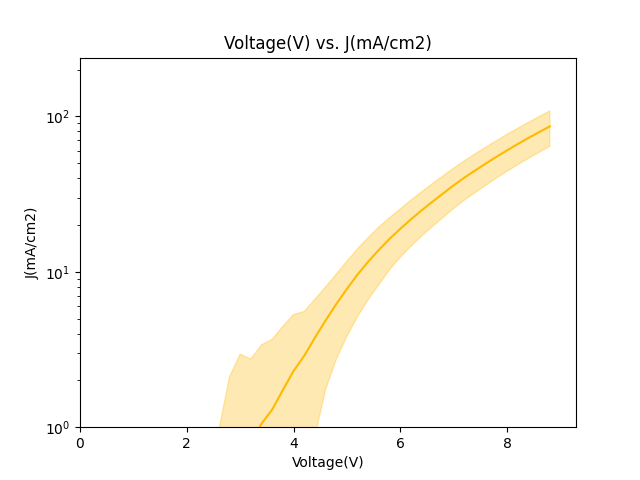 Voltage(V) vs. J(mA/cm2)
J(mA/cm2)
10²
10¹
10⁰
0 2 4 6 8
Voltage(V)